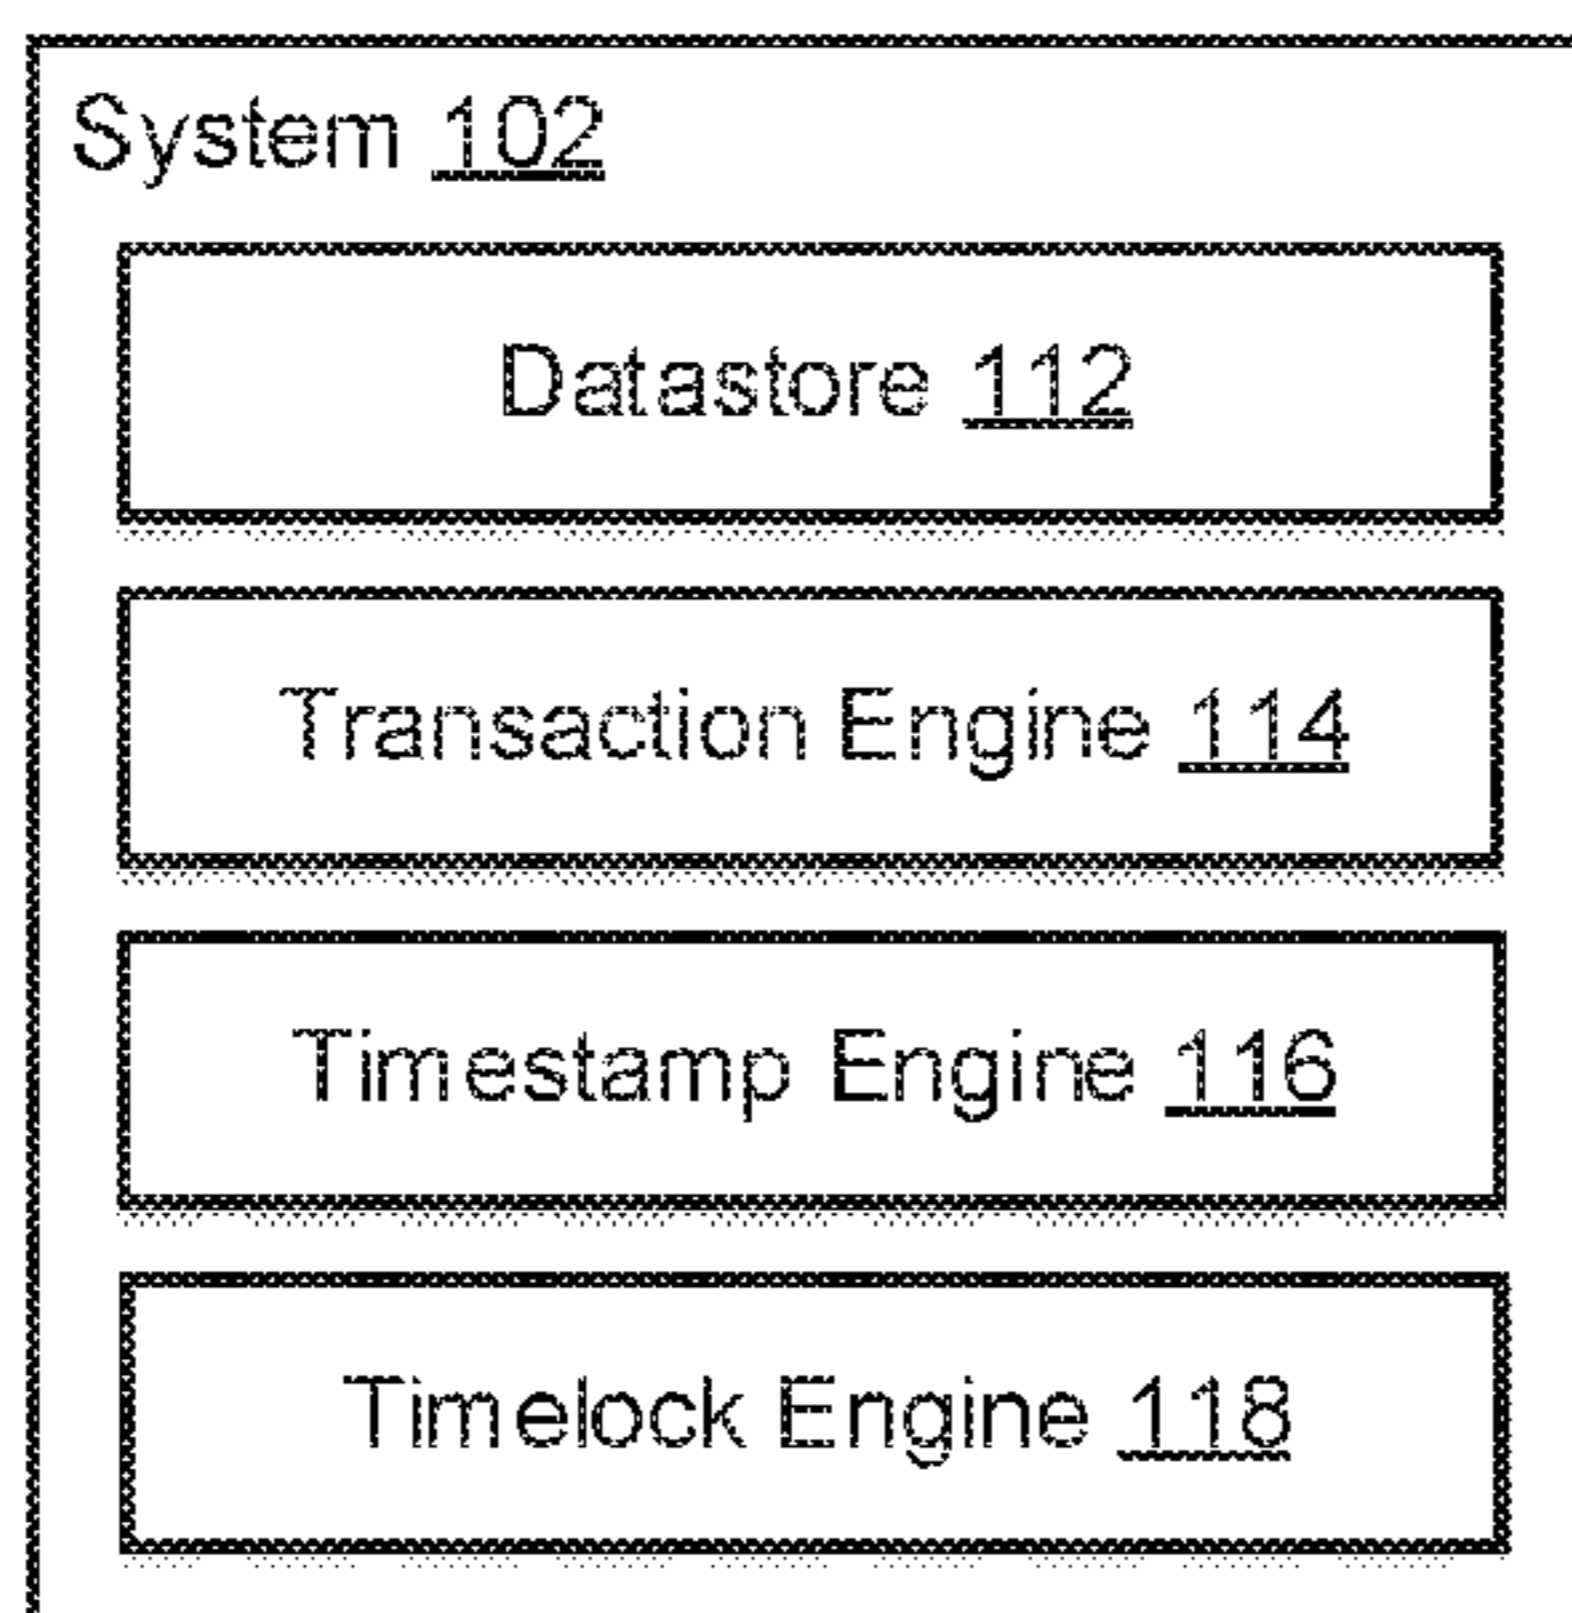 System 102
Datastore 112
Transaction Engine 114
Timestamp Engine 116
Timelock Engine 118